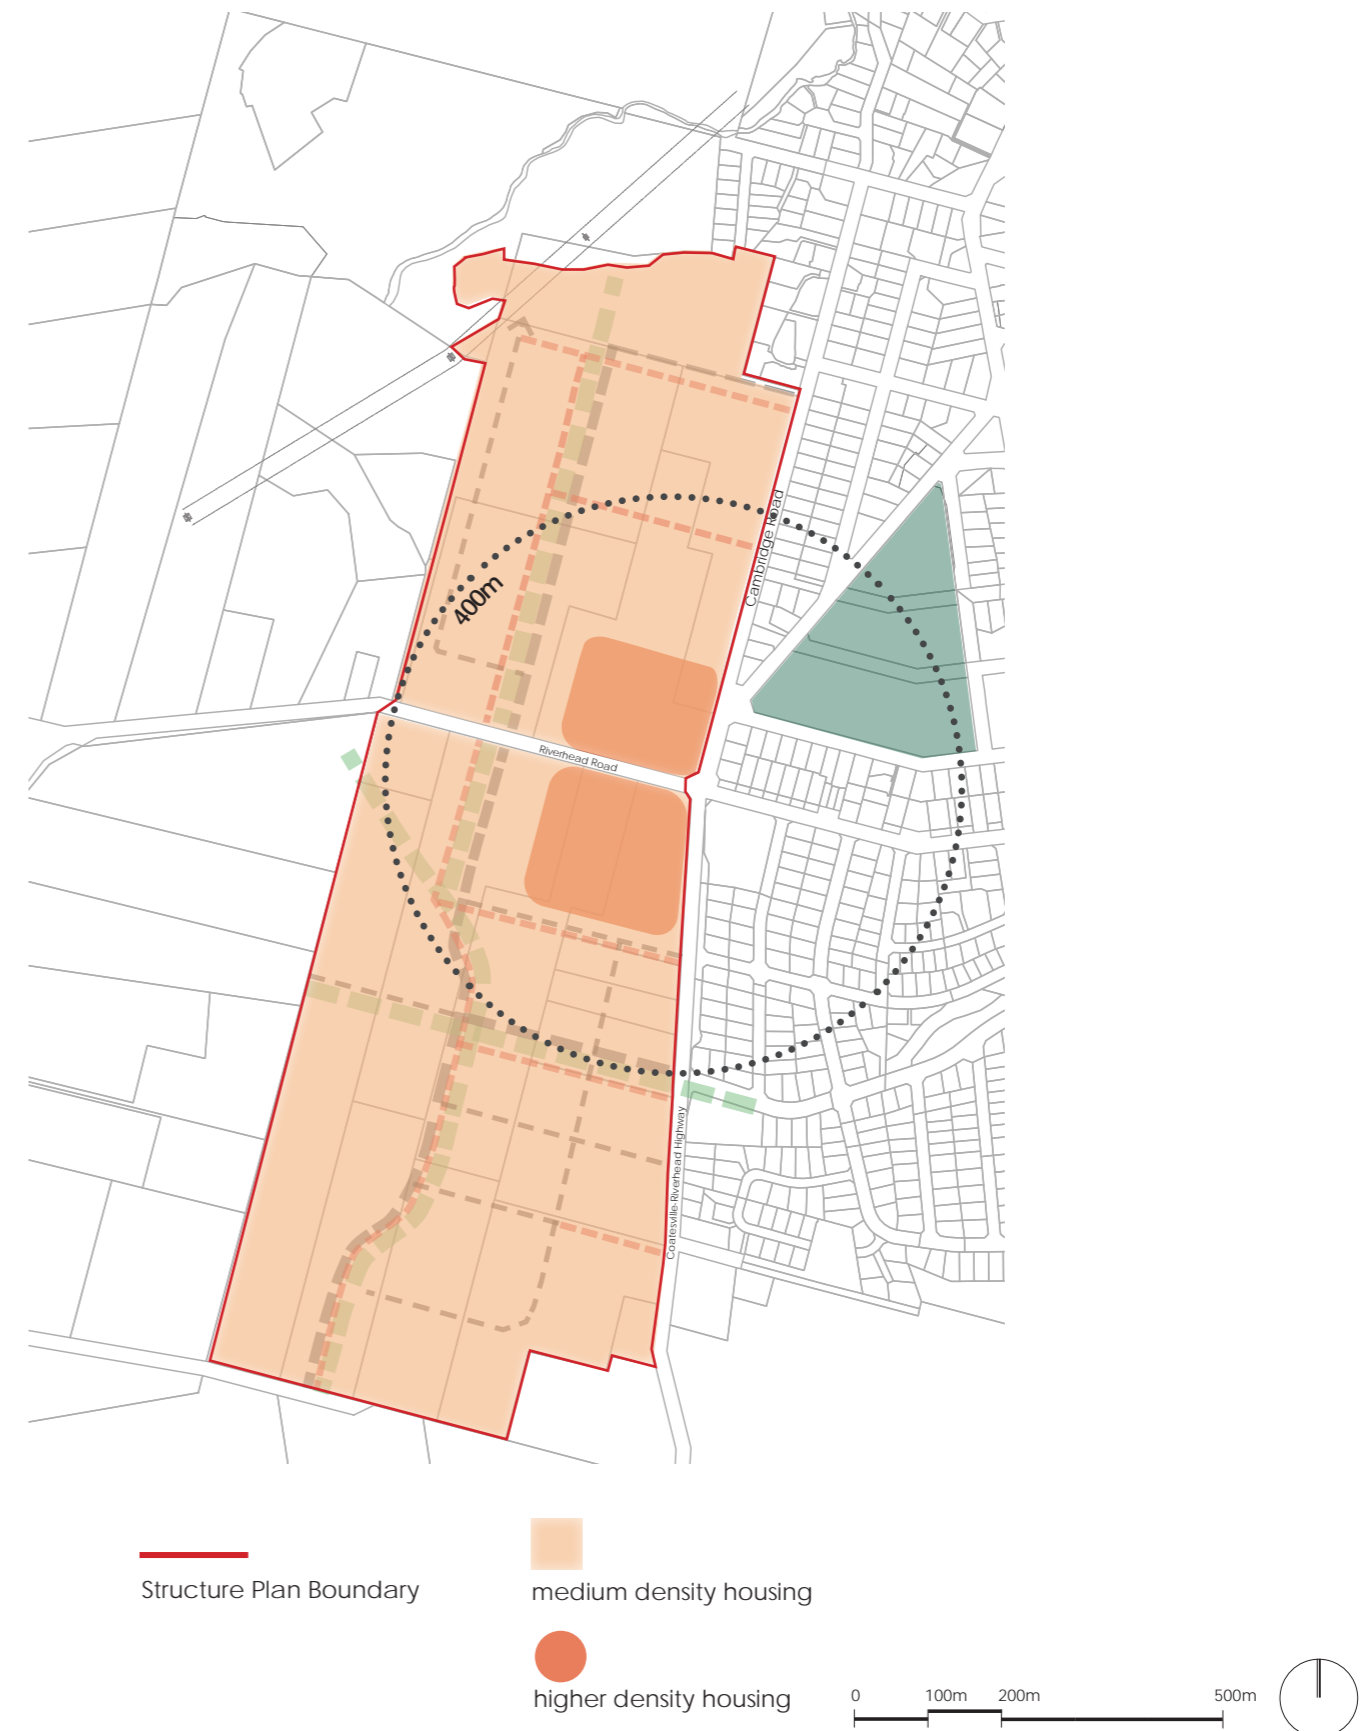 Cambridge Road
400m
Riverhead Road
Coatesville-Riverhead Highway
Structure Plan Boundary
medium density housing
higher density housing
0 100m 200m 500m